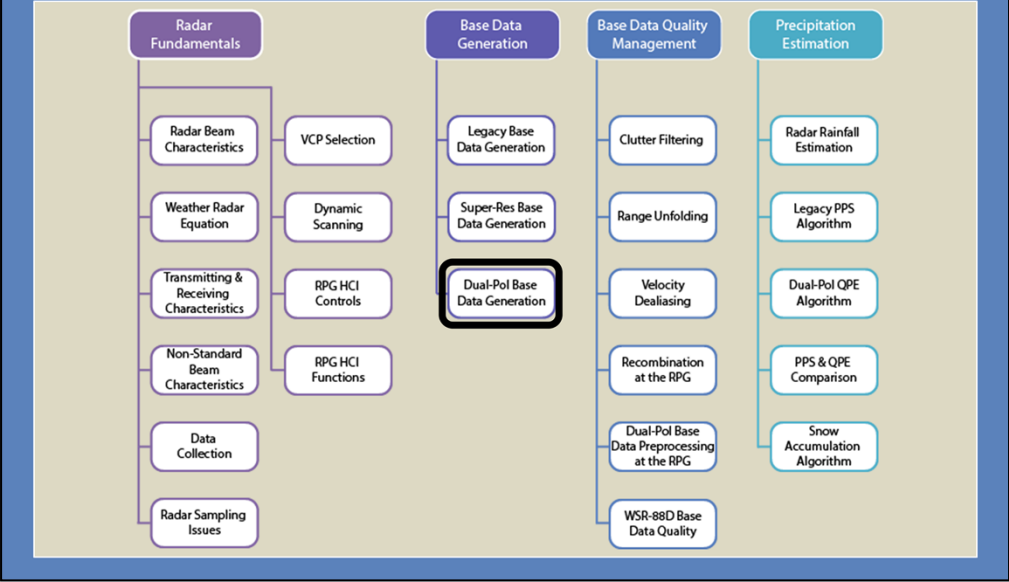 Radar
Fundamentals
Base Data
Generation
Base Data Quality
Management
Precipitation
Estimation
Radar Beam
Characteristics
Weather Radar
Equation
Transmitting &
Receiving
Characteristics
Non-Standard
Beam
Characteristics
Data
Collection
Radar Sampling
Issues
VCP Selection
Dynamic
Scanning
RPG HCI
Controls
RPG HCI
Functions
Legacy Base
Data Generation
Super-Res Base
Data Generation
Dual-Pol Base
Data Generation
Clutter Filtering
Range Unfolding
Velocity
Dealiasing
Recombination
at the RPG
Dual-Pol Base
Data Preprocessing
at the RPG
WSR-88D Base
Data Quality
Radar Rainfall
Estimation
Legacy PPS
Algorithm
Dual-Pol QPE
Algorithm
PPS & QPE
Comparison
Snow
Accumulation
Algorithm